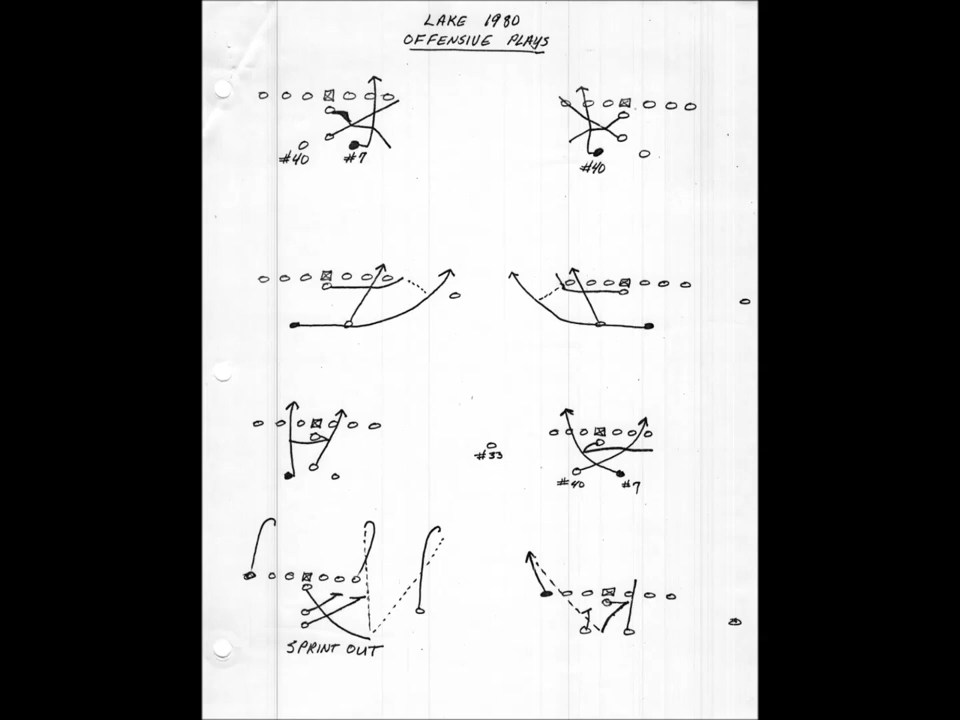 LAKE 1980
OFFENSIVE PLAYS
#40 #7
#40
#33
#40 #7
SPRINT OUT